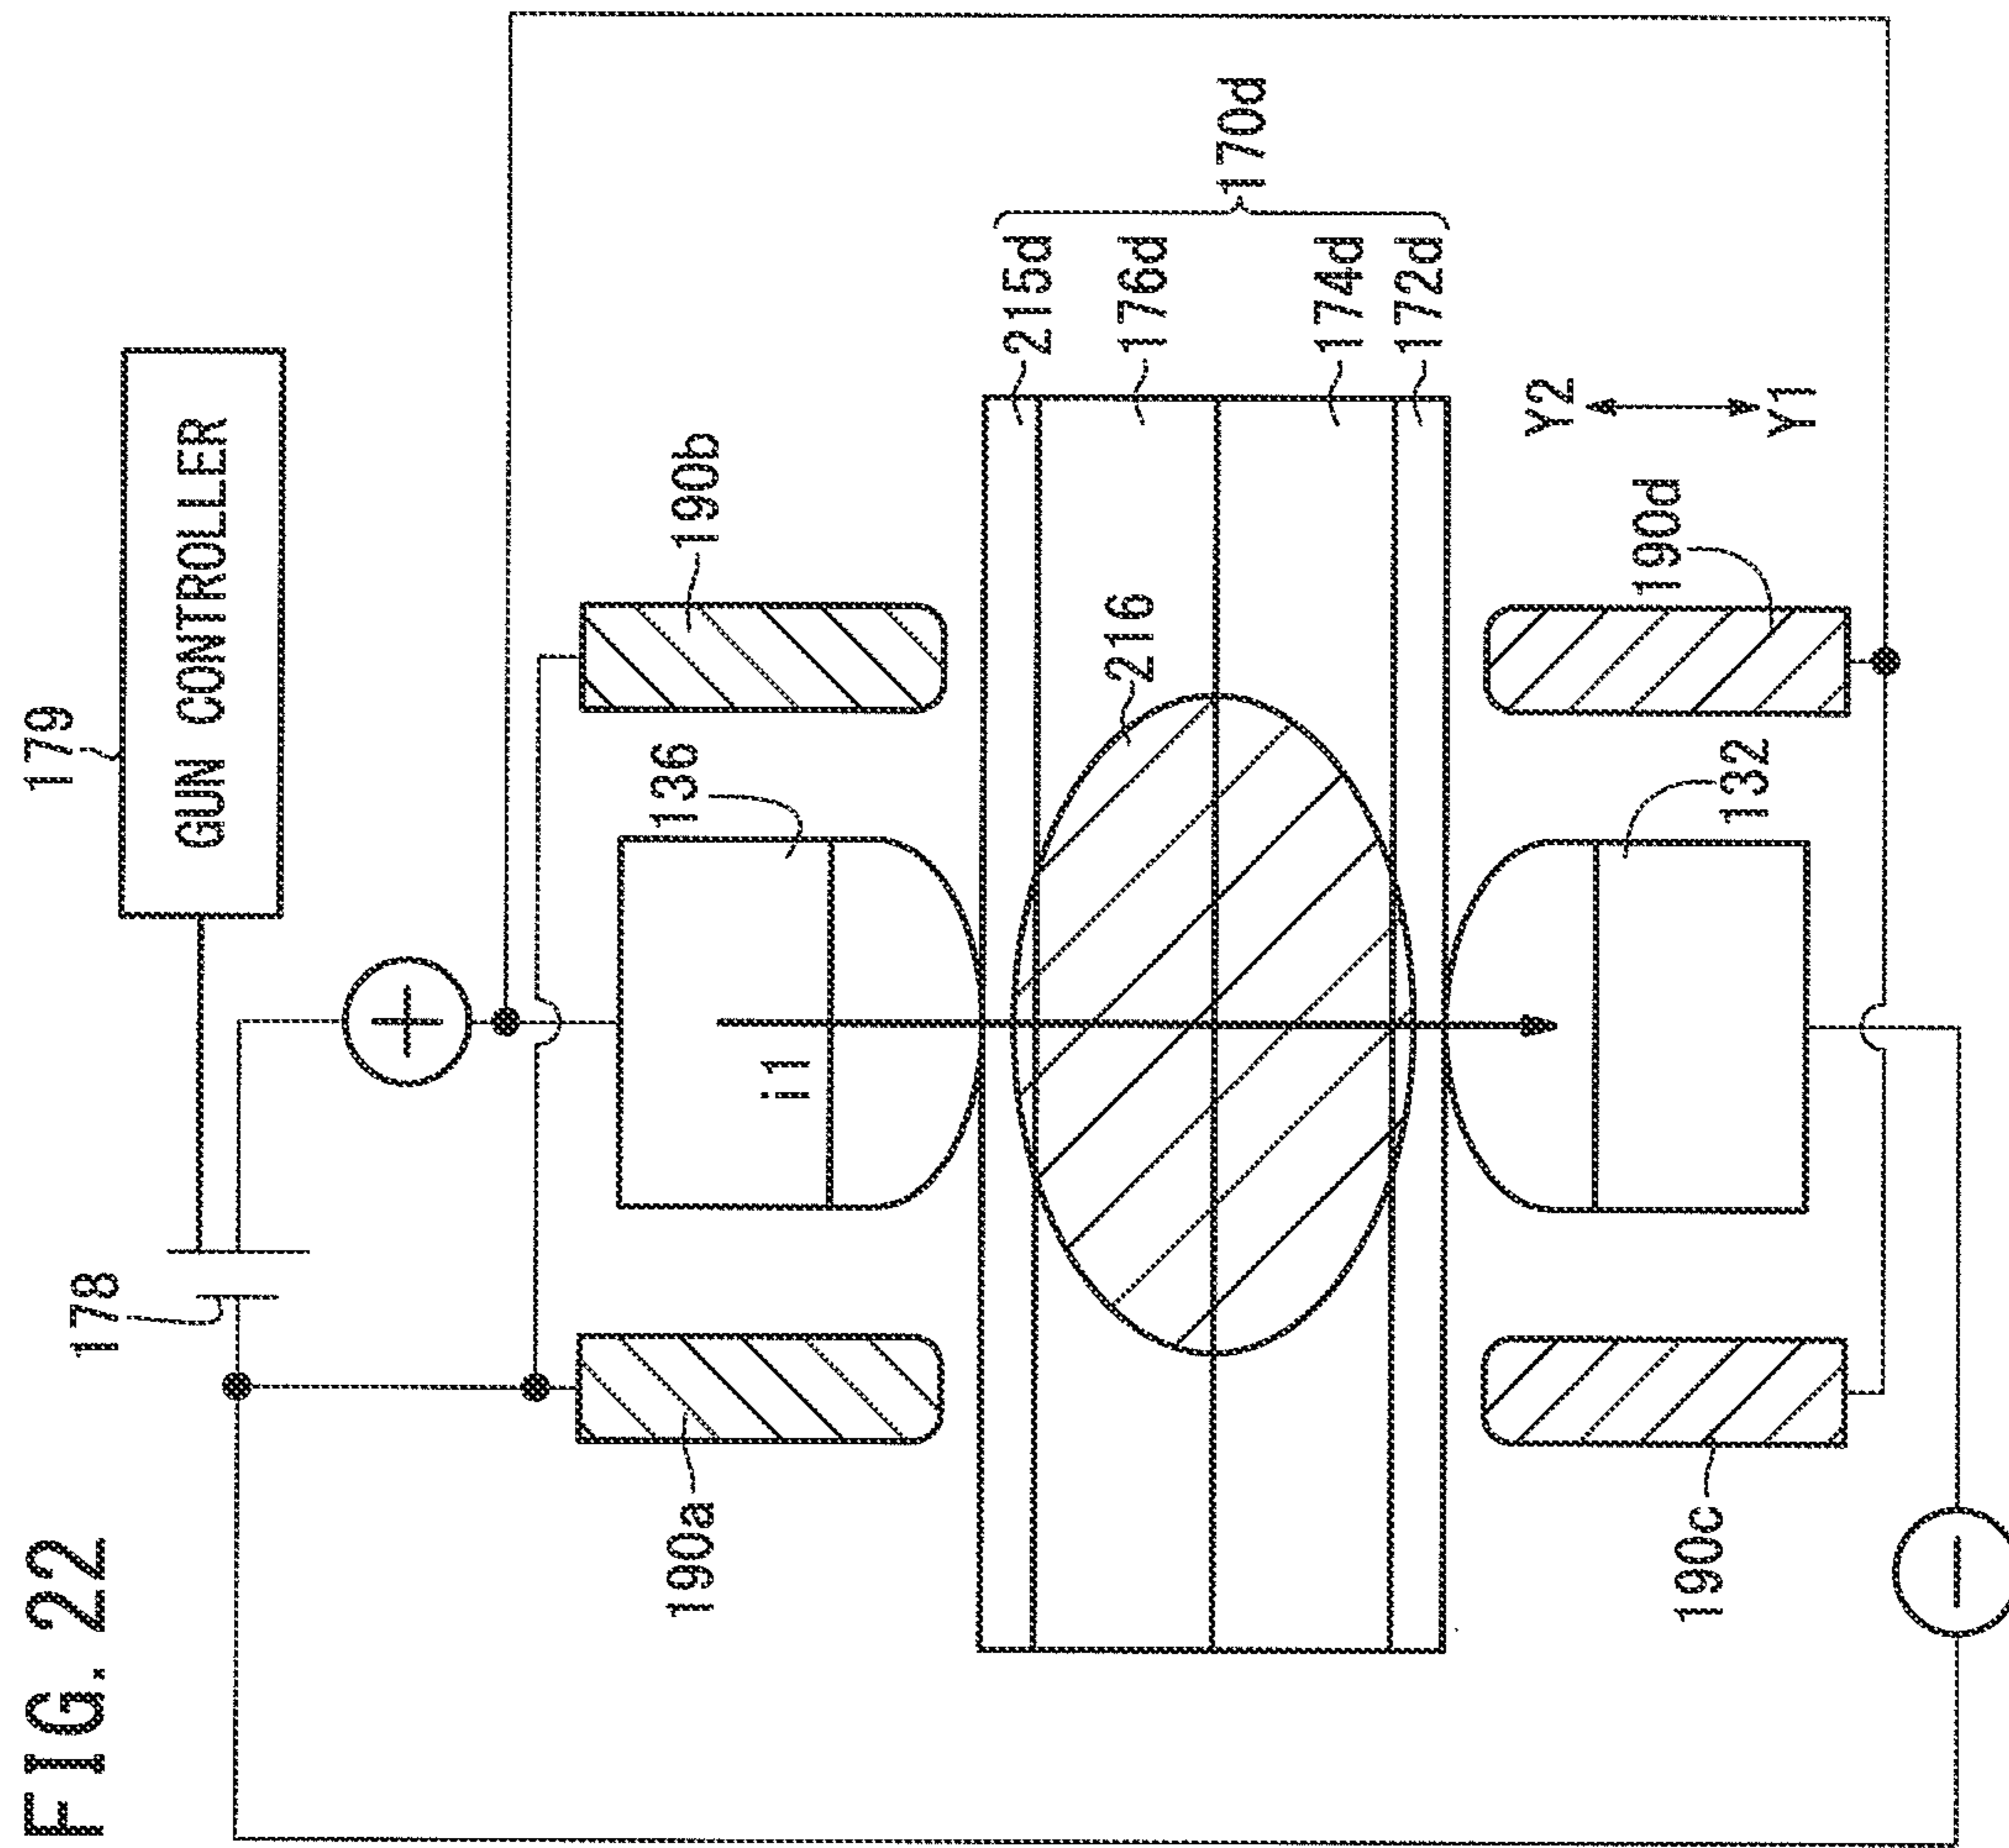 FIG. 22
178
179
GUN CONTROLLER
+
190a
i1
136
190b
216
215d
176d
174d
172d
170d
190c
132
190d
Y2
Y1
−